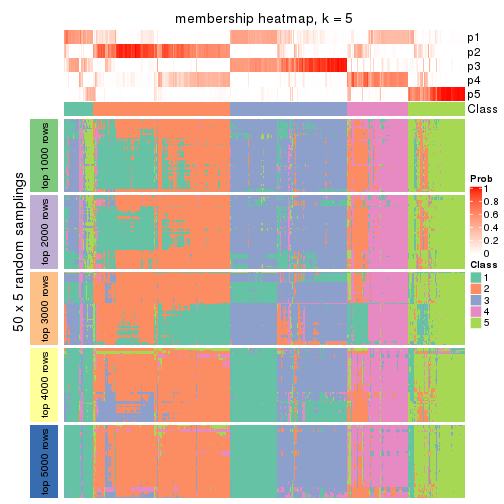 membership heatmap, k = 5
p1
p2
p3
p4
p5
Class
50 x 5 random samplings
top 1000 rows
top 2000 rows
top 3000 rows
top 4000 rows
top 5000 rows
Prob
1
0.8
0.6
0.4
0.2
0
Class
1
2
3
4
5